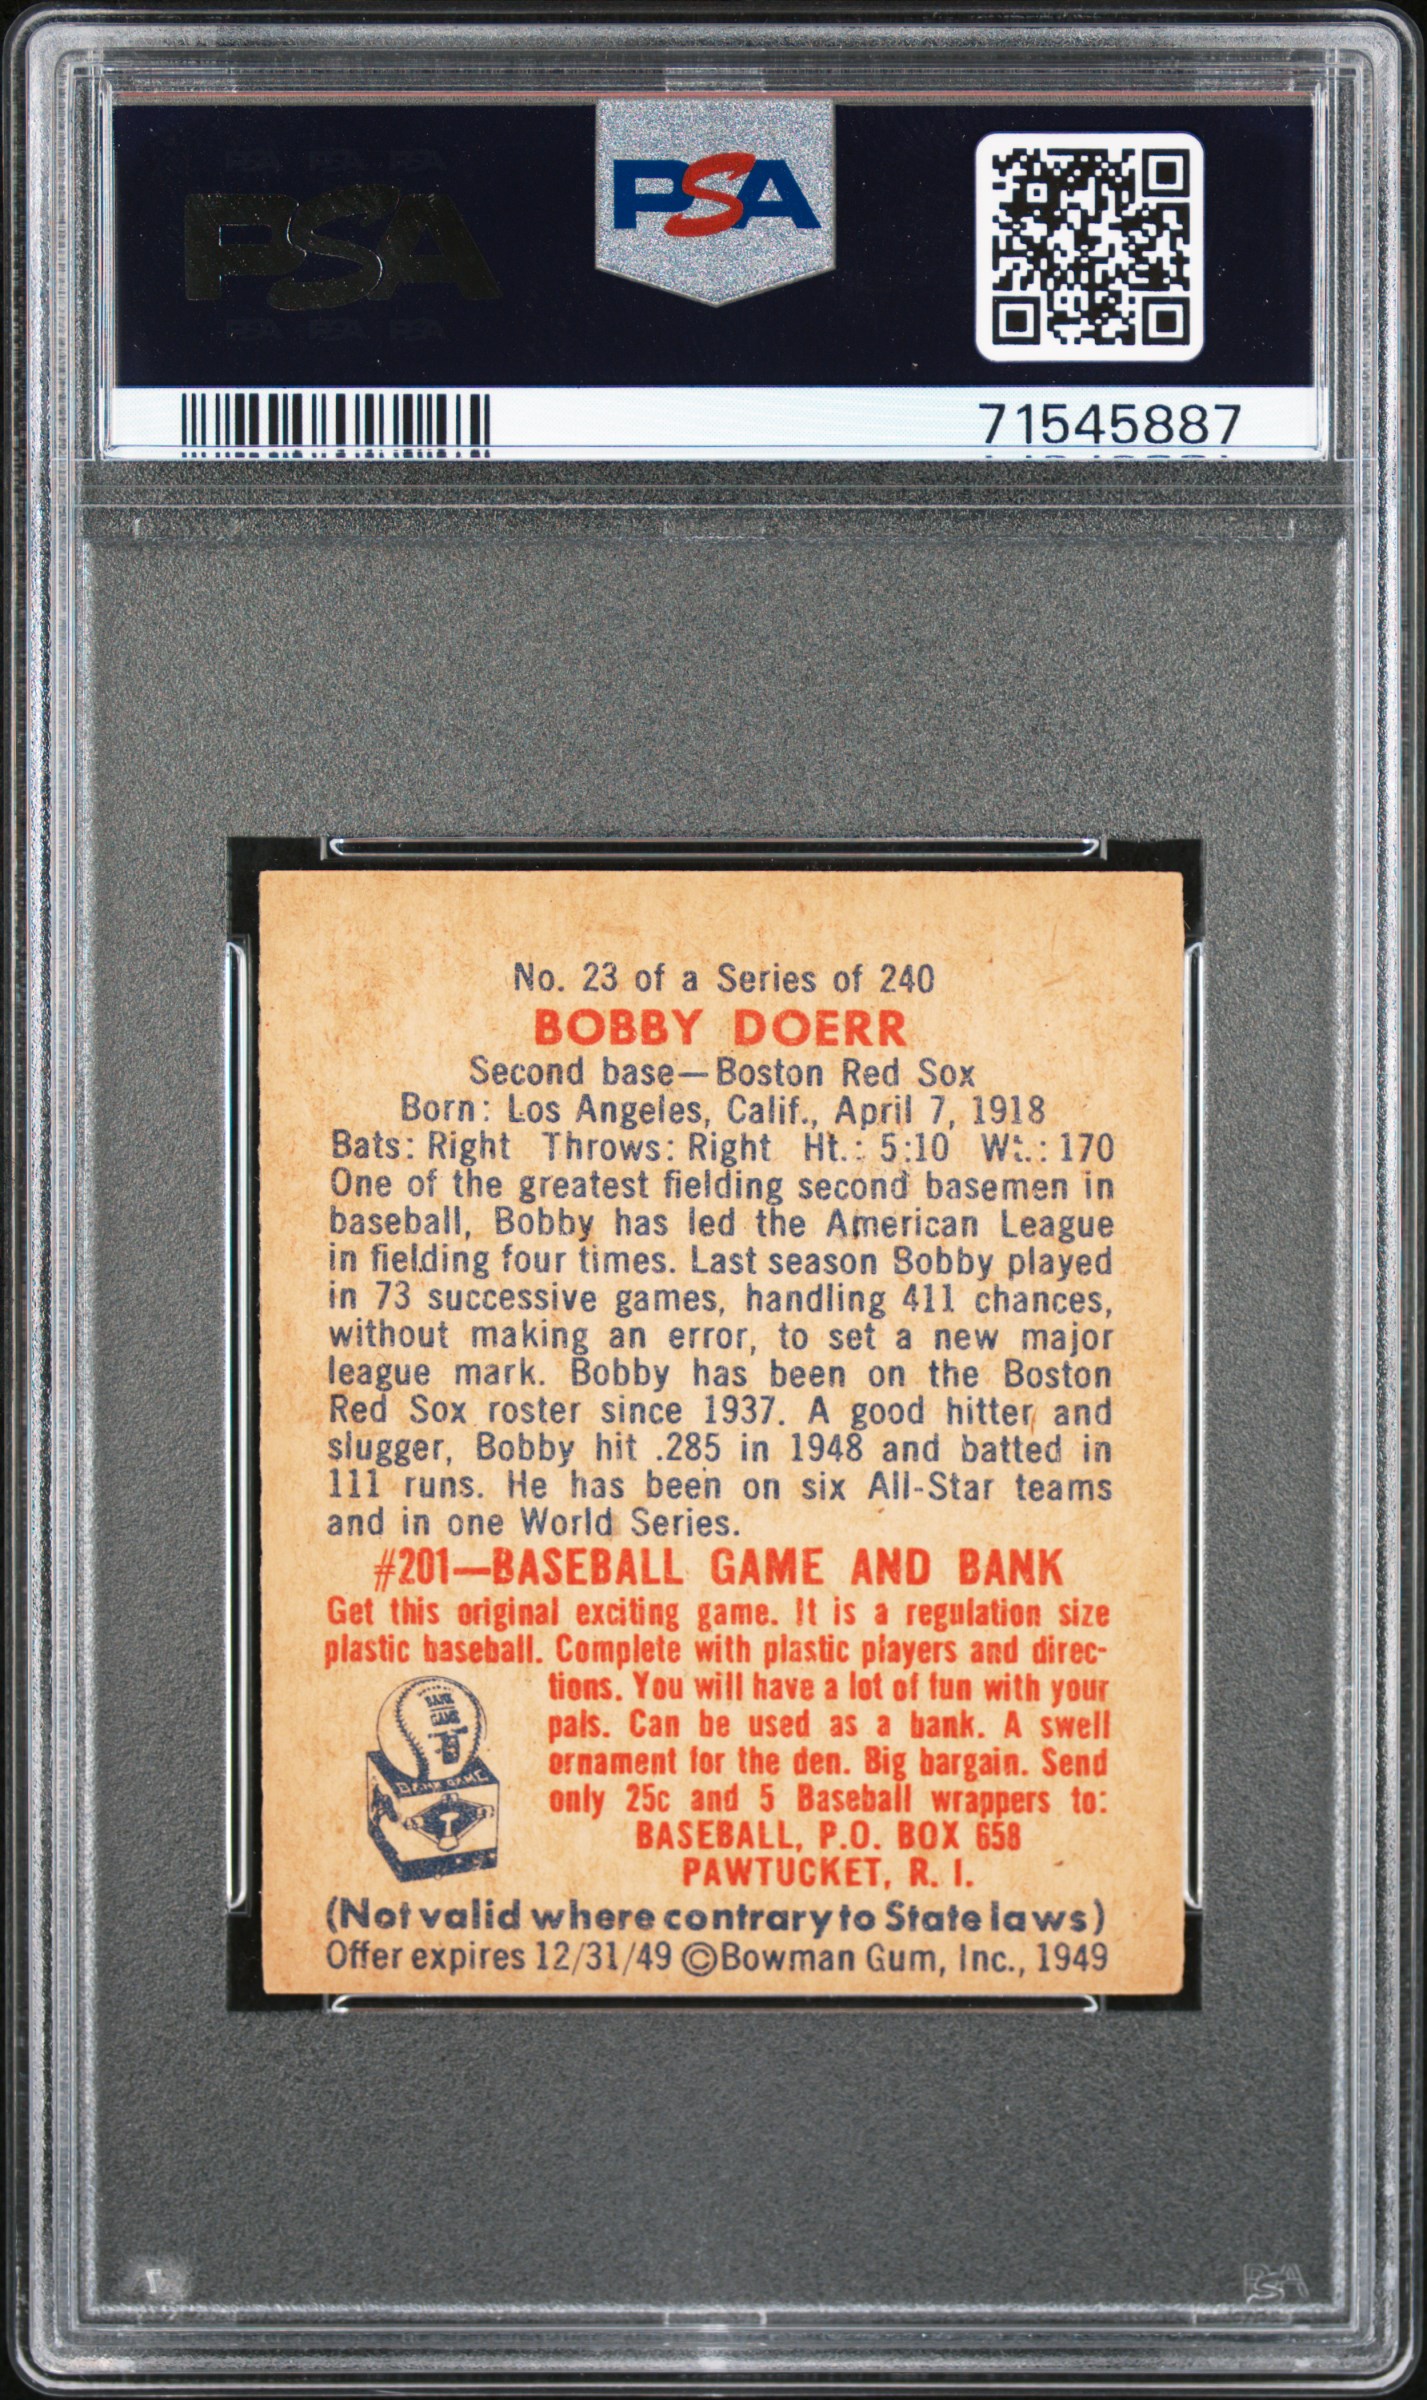 PSA
PSA
71545887
No. 23 of a Series of 240
BOBBY DOERR
Second base—Boston Red Sox
Born: Los Angeles, Calif., April 7, 1918
Bats: Right Throws: Right Ht.: 5:10 Wt.: 170
One of the greatest fielding second basemen in
baseball, Bobby has led the American League
in fielding four times. Last season Bobby played
in 73 successive games, handling 411 chances,
without making an error, to set a new major
league mark. Bobby has been on the Boston
Red Sox roster since 1937. A good hitter and
slugger, Bobby hit .285 in 1948 and batted in
111 runs. He has been on six All-Star teams
and in one World Series.
#201—BASEBALL GAME AND BANK
Get this original exciting game. It is a regulation size
plastic baseball. Complete with plastic players and direc-
tions. You will have a lot of fun with your
pals. Can be used as a bank. A swell
ornament for the den. Big bargain. Send
only 25c and 5 Baseball wrappers to:
BASEBALL, P.O. BOX 658
PAWTUCKET, R. I.
BANK
GAME
BANK GAME
(Not valid where contrary to State laws)
Offer expires 12/31/49 ©Bowman Gum, Inc., 1949
PSA